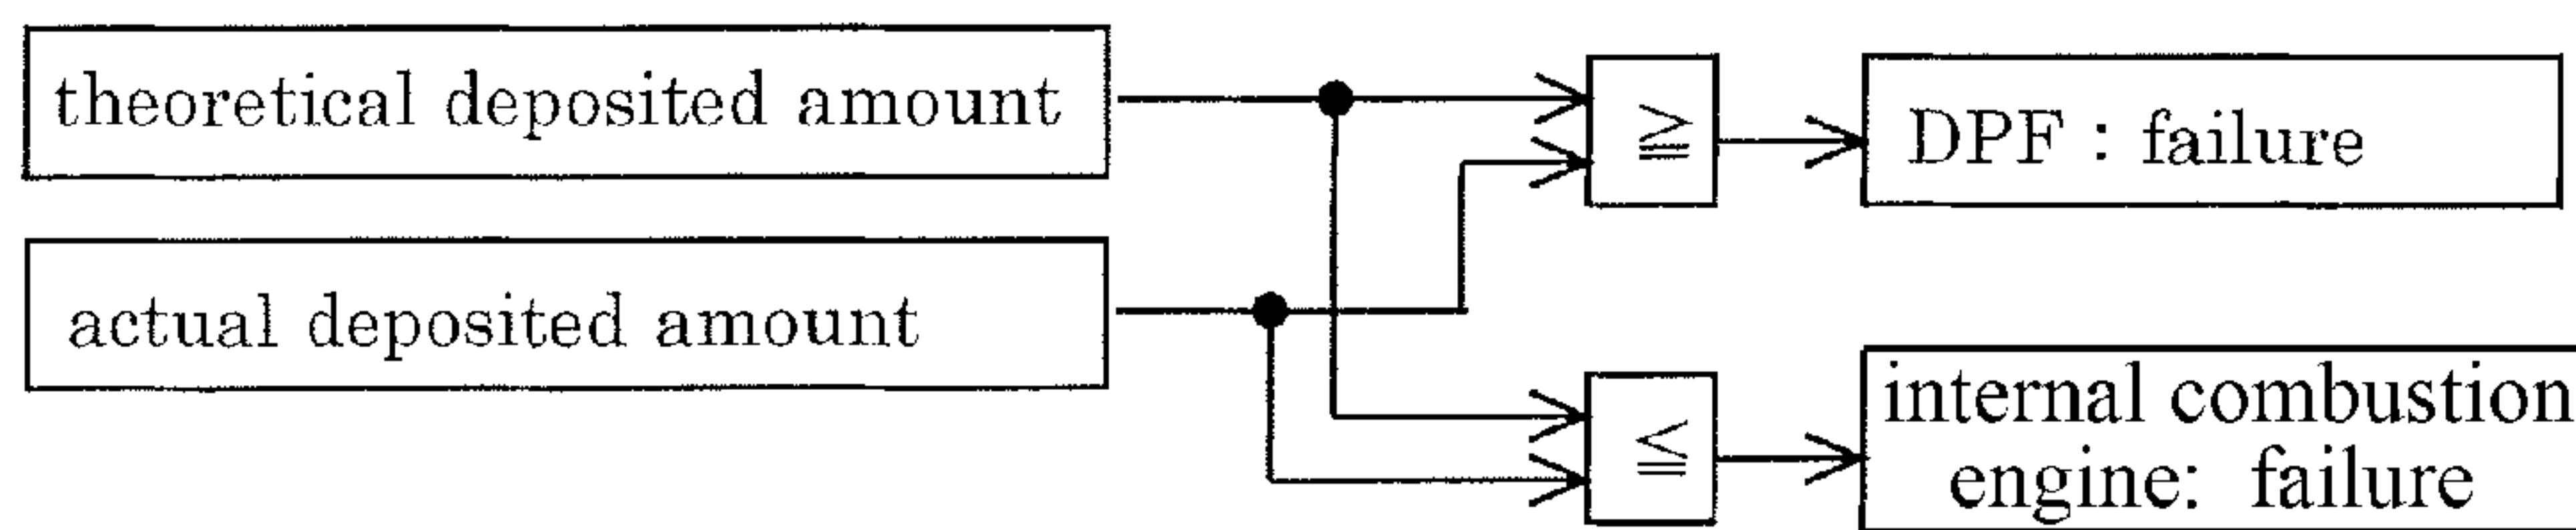 theoretical deposited amount
≧
DPF : failure
actual deposited amount
≦
internal combustion
engine: failure